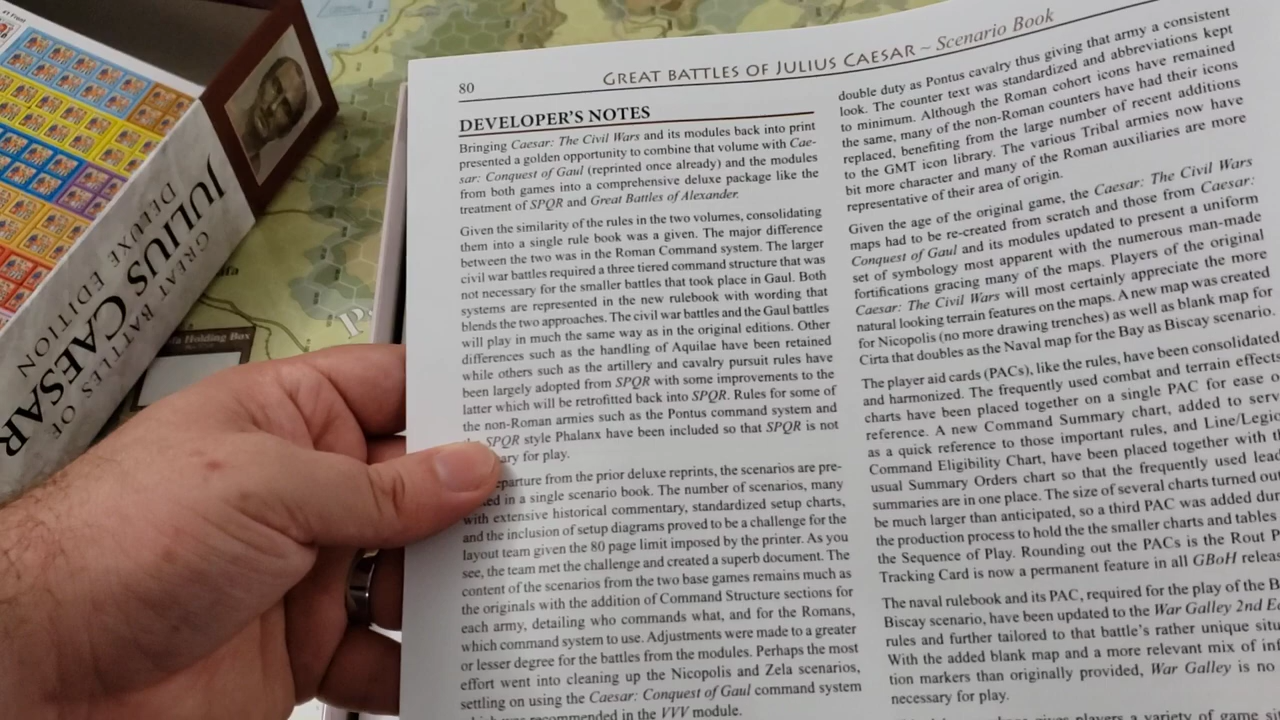 80
GREAT BATTLES OF JULIUS CAESAR ~ Scenario Book
DEVELOPER'S NOTES
Bringing Caesar: The Civil Wars and its modules back into print
presented a golden opportunity to combine that volume with Cae-
sar: Conquest of Gaul (reprinted once already) and the modules
from both games into a comprehensive deluxe package like the
treatment of SPQR and Great Battles of Alexander.
Given the similarity of the rules in the two volumes, consolidating
them into a single rule book was a given. The major difference
between the two was in the Roman Command system. The larger
civil war battles required a three tiered command structure that was
not necessary for the smaller battles that took place in Gaul. Both
systems are represented in the new rulebook with wording that
blends the two approaches. The civil war battles and the Gaul battles
will play in much the same way as in the original editions. Other
differences such as the handling of Aquilae have been retained
while others such as the artillery and cavalry pursuit rules have
been largely adopted from SPQR with some improvements to the
latter which will be retrofitted back into SPQR. Rules for some of
the non-Roman armies such as the Pontus command system and
SPQR style Phalanx have been included so that SPQR is not
ary for play.
eparture from the prior deluxe reprints, the scenarios are pre-
ed in a single scenario book. The number of scenarios, many
with extensive historical commentary, standardized setup charts,
and the inclusion of setup diagrams proved to be a challenge for the
layout team given the 80 page limit imposed by the printer. As you
see, the team met the challenge and created a superb document. The
content of the scenarios from the two base games remains much as
the originals with the addition of Command Structure sections for
each army, detailing who commands what, and for the Romans,
which command system to use. Adjustments were made to a greater
or lesser degree for the battles from the modules. Perhaps the most
effort went into cleaning up the Nicopolis and Zela scenarios,
settling on using the Caesar: Conquest of Gaul command system
which was recommended in the VVV module.
double duty as Pontus cavalry thus giving that army a consistent
look. The counter text was standardized and abbreviations kept
to minimum. Although the Roman cohort icons have remained
the same, many of the non-Roman counters have had their icons
replaced, benefiting from the large number of recent additions
to the GMT icon library. The various Tribal armies now have
bit more character and many of the Roman auxiliaries are more
representative of their area of origin.
Given the age of the original game, the Caesar: The Civil Wars
maps had to be re-created from scratch and those from Caesar:
Conquest of Gaul and its modules updated to present a uniform
set of symbology most apparent with the numerous man-made
fortifications gracing many of the maps. Players of the original
Caesar: The Civil Wars will most certainly appreciate the more
natural looking terrain features on the maps. A new map was created
for Nicopolis (no more drawing trenches) as well as blank map for
Cirta that doubles as the Naval map for the Bay as Biscay scenario.
The player aid cards (PACs), like the rules, have been consolidated
and harmonized. The frequently used combat and terrain effects
charts have been placed together on a single PAC for ease o
reference. A new Command Summary chart, added to serv
as a quick reference to those important rules, and Line/Legio
Command Eligibility Chart, have been placed together with th
usual Summary Orders chart so that the frequently used lead
summaries are in one place. The size of several charts turned out
be much larger than anticipated, so a third PAC was added dur
the production process to hold the the smaller charts and tables
the Sequence of Play. Rounding out the PACs is the Rout P
Tracking Card is now a permanent feature in all GBoH releas
The naval rulebook and its PAC, required for the play of the B
Biscay scenario, have been updated to the War Galley 2nd Ed
rules and further tailored to that battle's rather unique situ
With the added blank map and a more relevant mix of inf
tion markers than originally provided, War Galley is no
necessary for play.
GREAT BATTLES OF
JULIUS CAESAR
DELUXE EDITION
Holding Box